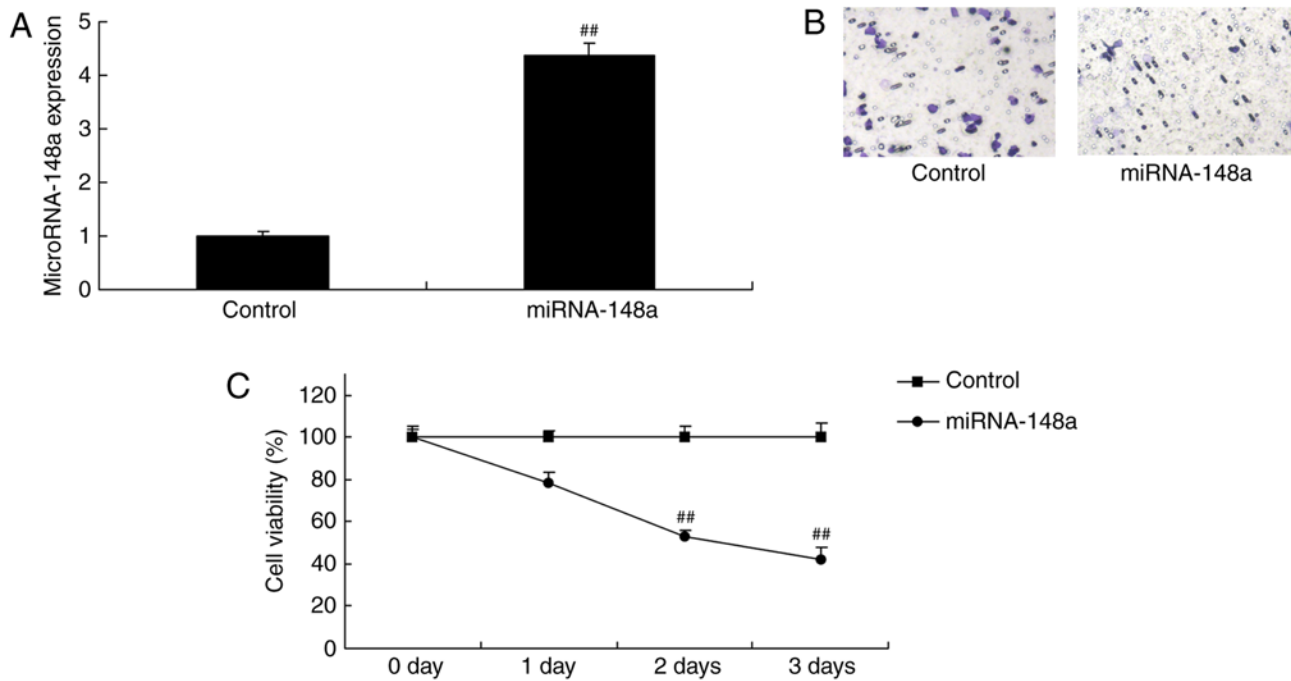 A
MicroRNA-148a expression
5
4
3
2
1
0
##
Control
miRNA-148a
B
Control
miRNA-148a
C
Cell viability (%)
120
100
80
60
40
20
0
##
##
0 day
1 day
2 days
3 days
Control
miRNA-148a